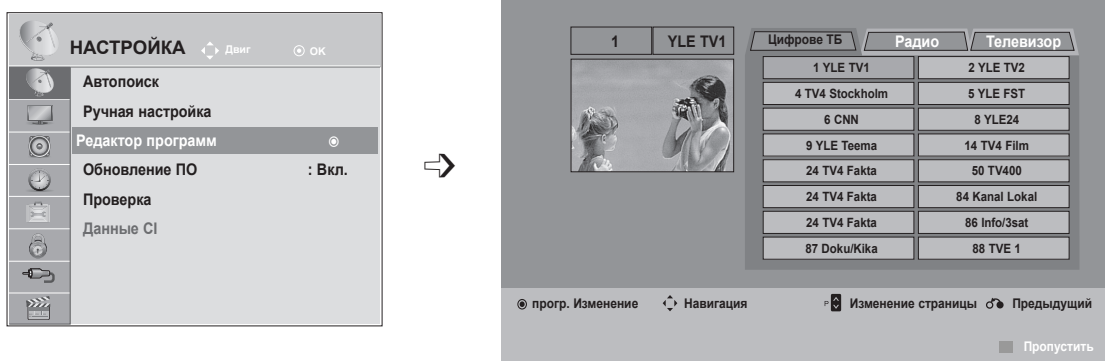 НАСТРОЙКА Двиг ОК
Автопоиск
Ручная настройка
Редактор программ
Обновление ПО : Вкл.
Проверка
Данные CI
1 YLE TV1
Цифрове ТБ Радио Телевизор
1 YLE TV1 2 YLE TV2
4 TV4 Stockholm 5 YLE FST
6 CNN 8 YLE24
9 YLE Teema 14 TV4 Film
24 TV4 Fakta 50 TV400
24 TV4 Fakta 84 Kanal Lokal
24 TV4 Fakta 86 Info/3sat
87 Doku/Kika 88 TVE 1
прогр. Изменение Навигация P Изменение страницы Предыдущий
Пропустить